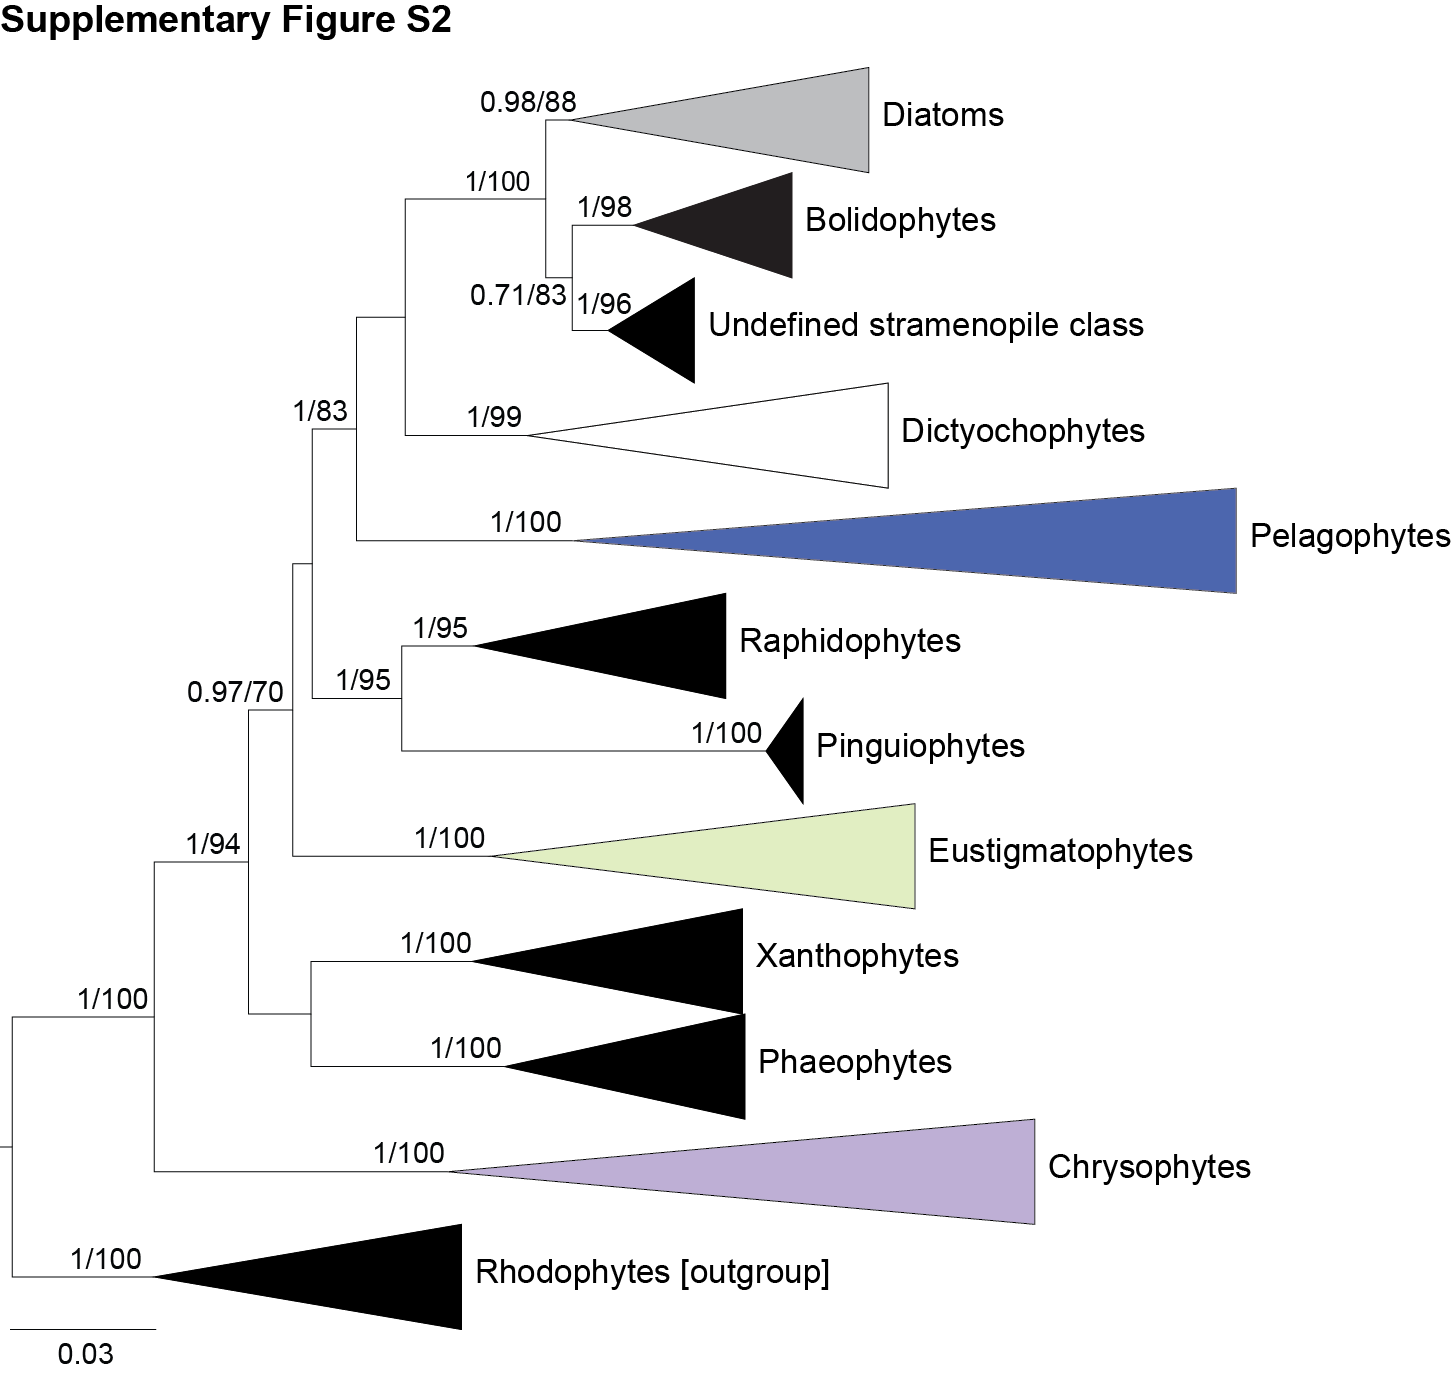 Supplementary Figure S2
0.98/88
Diatoms
1/100
1/98
Bolidophytes
0.71/83
1/96
Undefined stramenopile class
1/83
1/99
Dictyochophytes
1/100
Pelagophytes
1/95
Raphidophytes
0.97/70
1/95
1/100
Pinguiophytes
1/94
1/100
Eustigmatophytes
1/100
Xanthophytes
1/100
1/100
Phaeophytes
1/100
Chrysophytes
1/100
Rhodophytes [outgroup]
0.03